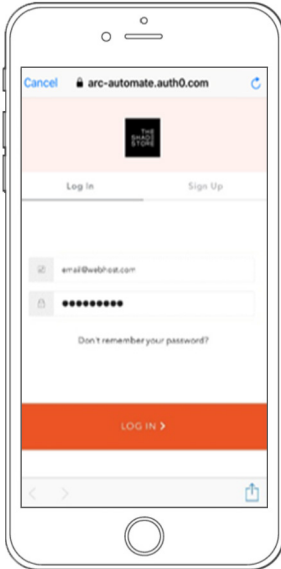 Cancel arc-automate.auth0.com
THE
SHADE
STORE
Log In Sign Up
email@webhost.com
●●●●●●●●●
Don't remember your password?
LOG IN >